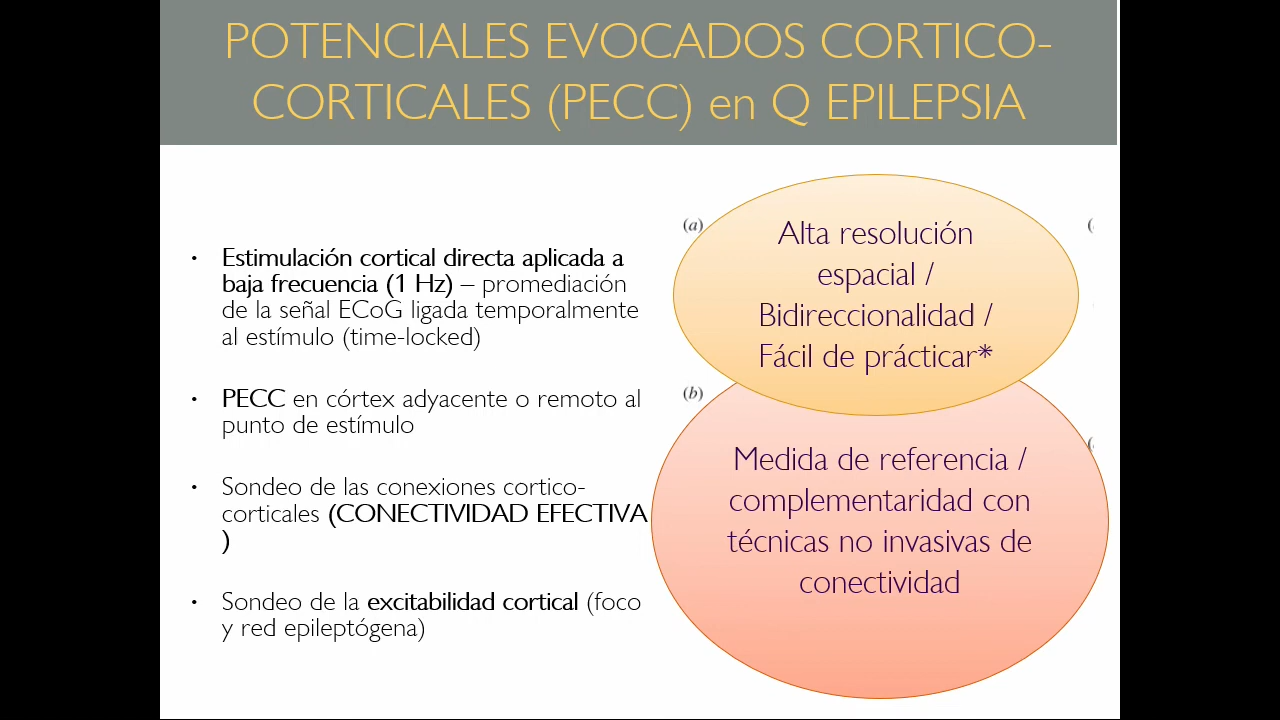 POTENCIALES EVOCADOS CORTICO-
CORTICALES (PECC) en Q EPILEPSIA
• Estimulación cortical directa aplicada a
baja frecuencia (1 Hz) – promediación
de la señal ECoG ligada temporalmente
al estímulo (time-locked)
• PECC en córtex adyacente o remoto al
punto de estímulo
• Sondeo de las conexiones cortico-
corticales (CONECTIVIDAD EFECTIVA
)
• Sondeo de la excitabilidad cortical (foco
y red epileptógena)
(a)
Alta resolución
espacial /
Bidireccionalidad /
Fácil de prácticar*
(b)
Medida de referencia /
complementaridad con
técnicas no invasivas de
conectividad